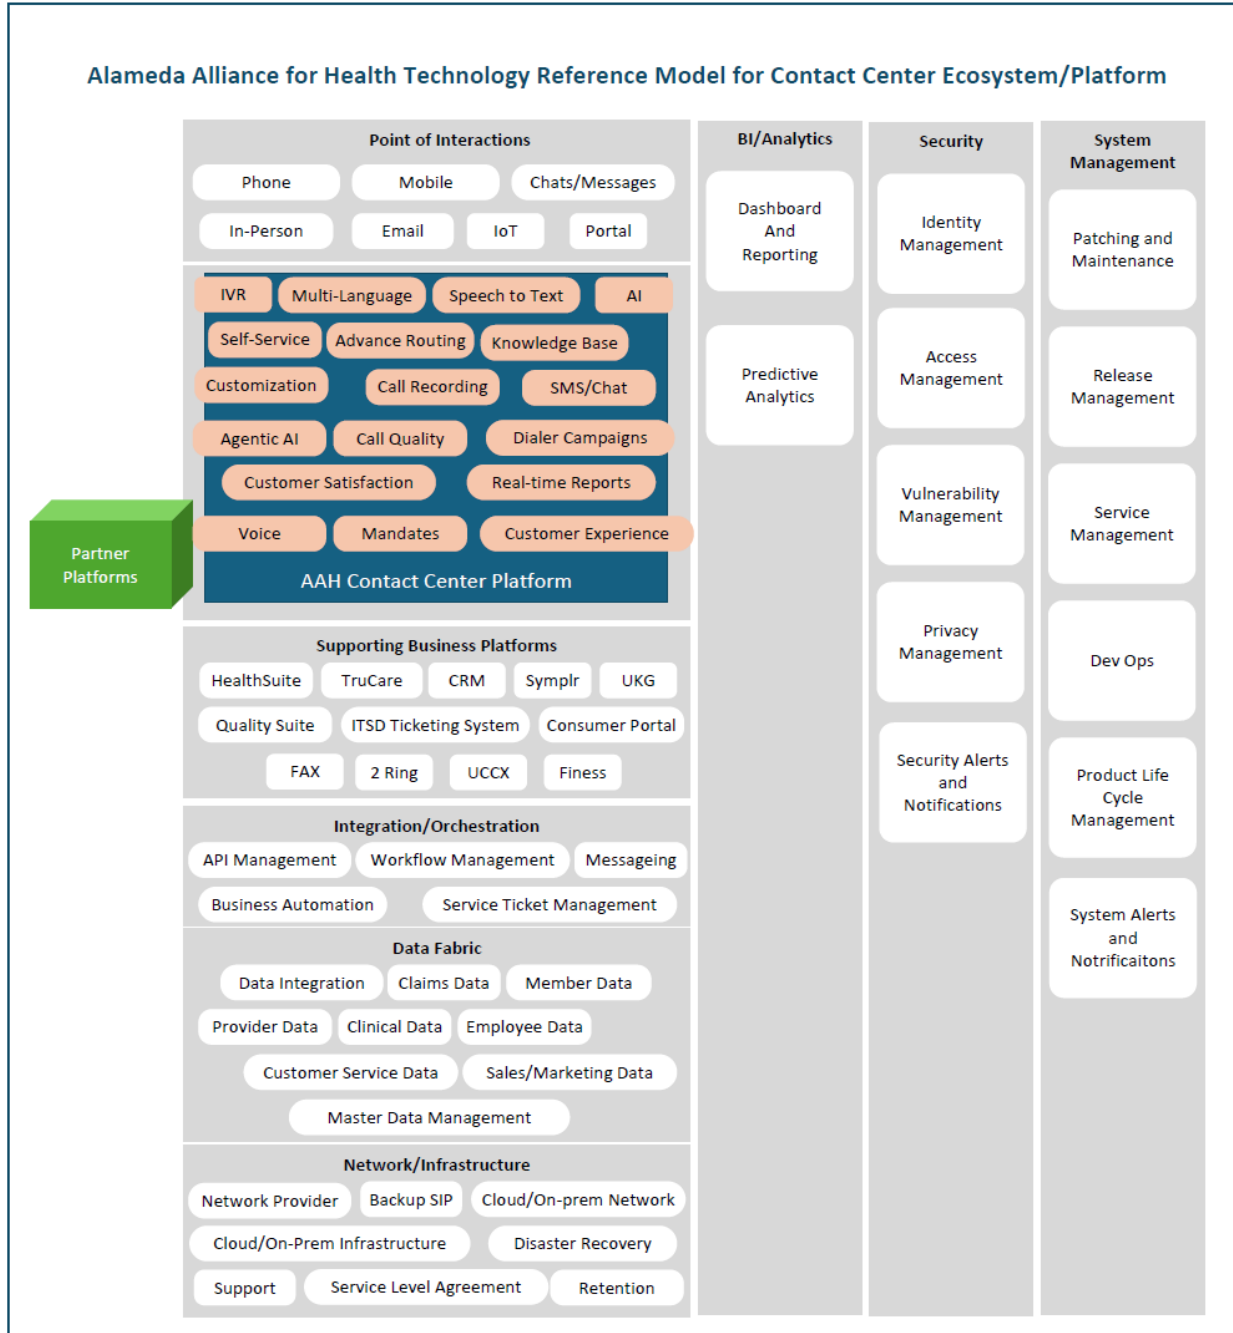 Alameda Alliance for Health Technology Reference Model for Contact Center Ecosystem/Platform
Point of Interactions
Phone
Mobile
Chats/Messages
In-Person
Email
IoT
Portal
IVR
Multi-Language
Speech to Text
AI
Self-Service
Advance Routing
Knowledge Base
Customization
Call Recording
SMS/Chat
Agentic AI
Call Quality
Dialer Campaigns
Customer Satisfaction
Real-time Reports
Voice
Mandates
Customer Experience
AAH Contact Center Platform
Partner
Platforms
Supporting Business Platforms
HealthSuite
TruCare
CRM
Symplr
UKG
Quality Suite
ITSD Ticketing System
Consumer Portal
FAX
2 Ring
UCCX
Finess
Integration/Orchestration
API Management
Workflow Management
Messageing
Business Automation
Service Ticket Management
Data Fabric
Data Integration
Claims Data
Member Data
Provider Data
Clinical Data
Employee Data
Customer Service Data
Sales/Marketing Data
Master Data Management
Network/Infrastructure
Network Provider
Backup SIP
Cloud/On-prem Network
Cloud/On-Prem Infrastructure
Disaster Recovery
Support
Service Level Agreement
Retention
BI/Analytics
Dashboard
And
Reporting
Predictive
Analytics
Security
Identity
Management
Access
Management
Vulnerability
Management
Privacy
Management
Security Alerts
and
Notifications
System
Management
Patching and
Maintenance
Release
Management
Service
Management
Dev Ops
Product Life
Cycle
Management
System Alerts
and
Notrificaitons